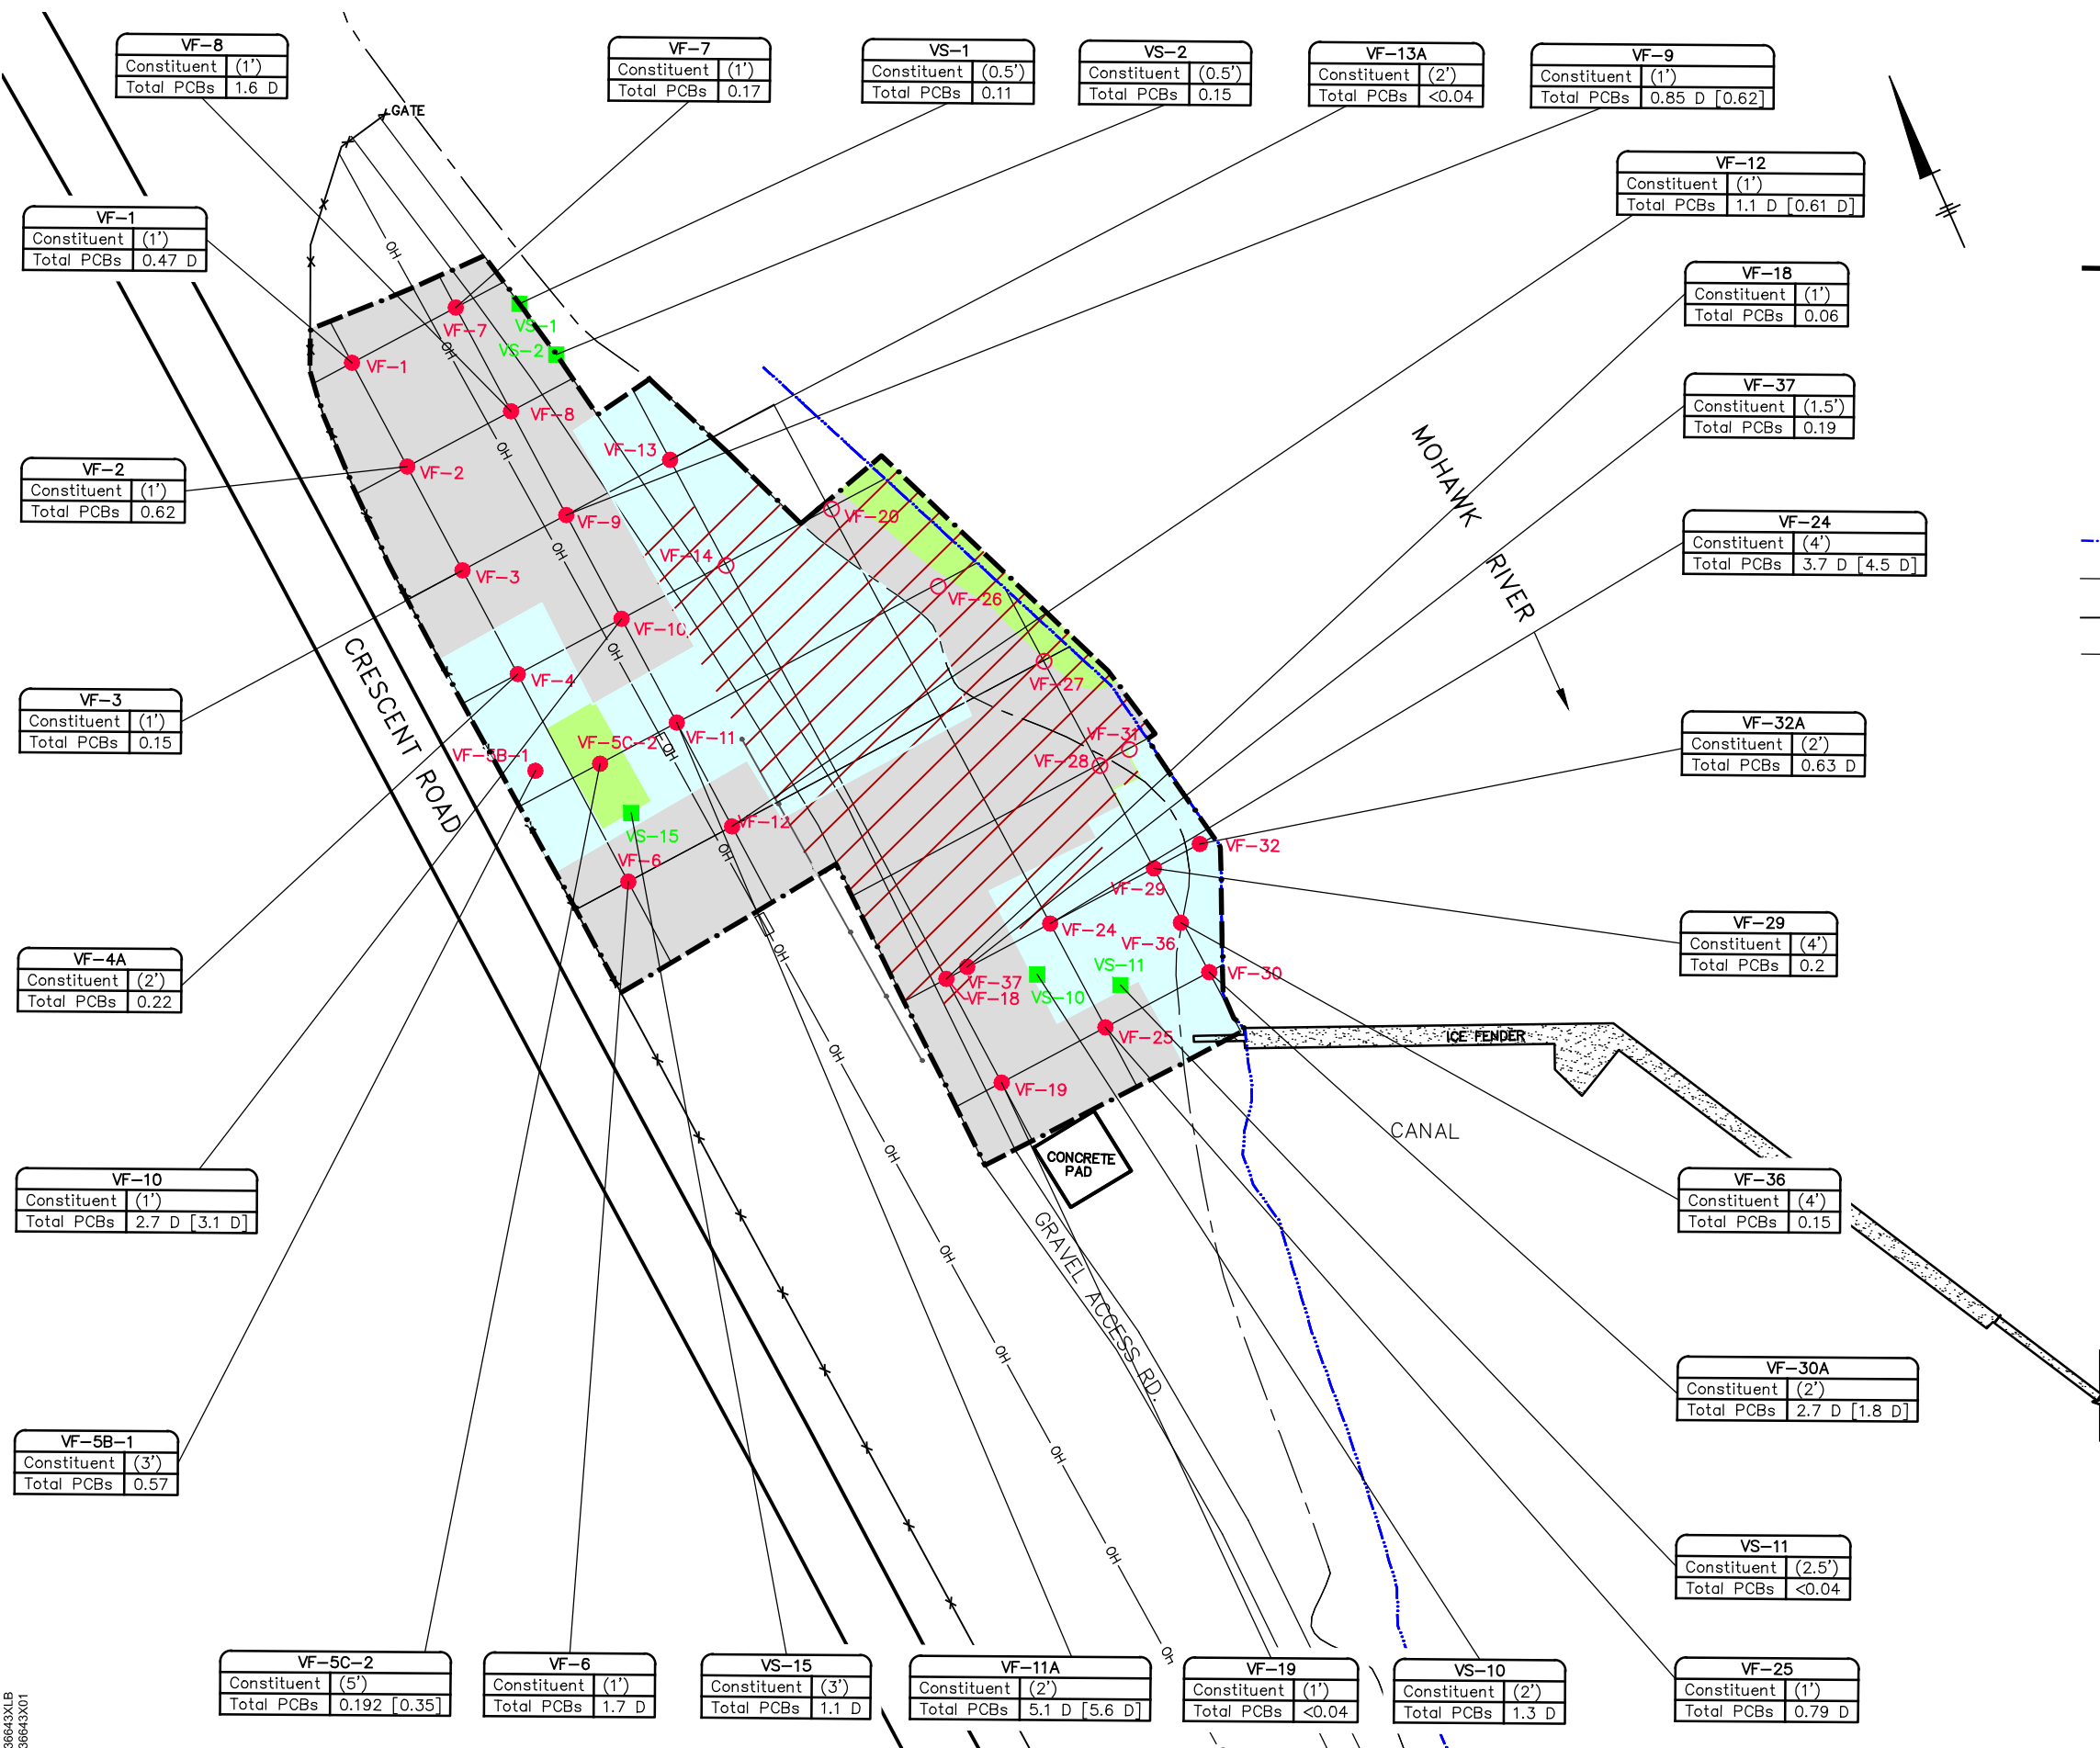 VF-8
Constituent (1')
Total PCBs 1.6 D
VF-7
Constituent (1')
Total PCBs 0.17
VS-1
Constituent (0.5')
Total PCBs 0.11
VS-2
Constituent (0.5')
Total PCBs 0.15
VF-13A
Constituent (2')
Total PCBs <0.04
VF-9
Constituent (1')
Total PCBs 0.85 D [0.62]
VF-12
Constituent (1')
Total PCBs 1.1 D [0.61 D]
VF-1
Constituent (1')
Total PCBs 0.47 D
VF-18
Constituent (1')
Total PCBs 0.06
VF-37
Constituent (1.5')
Total PCBs 0.19
VF-2
Constituent (1')
Total PCBs 0.62
VF-24
Constituent (4')
Total PCBs 3.7 D [4.5 D]
VF-3
Constituent (1')
Total PCBs 0.15
VF-32A
Constituent (2')
Total PCBs 0.63 D
VF-4A
Constituent (2')
Total PCBs 0.22
VF-29
Constituent (4')
Total PCBs 0.2
VF-10
Constituent (1')
Total PCBs 2.7 D [3.1 D]
VF-36
Constituent (4')
Total PCBs 0.15
VF-30A
Constituent (2')
Total PCBs 2.7 D [1.8 D]
VF-5B-1
Constituent (3')
Total PCBs 0.57
VS-11
Constituent (2.5')
Total PCBs <0.04
VF-5C-2
Constituent (5')
Total PCBs 0.192 [0.35]
VF-6
Constituent (1')
Total PCBs 1.7 D
VS-15
Constituent (3')
Total PCBs 1.1 D
VF-11A
Constituent (2')
Total PCBs 5.1 D [5.6 D]
VF-19
Constituent (1')
Total PCBs <0.04
VS-10
Constituent (2')
Total PCBs 1.3 D
VF-25
Constituent (1')
Total PCBs 0.79 D
GATE
OH
VF-7
VS-1
OH
VS-2
VF-1
VF-8
OH
VF-13
VF-2
VF-20
VF-9
OH
VF-14
VF-3
VF-26
VF-10
OH
VF-4
VF-27
VF-11
VF-5C-2
VF-5B-1
OH
VF-31
VF-28
VF-12
VS-15
OH
VF-6
VF-32
VF-29
VF-24
VF-36
OH
VS-11
VF-30
VF-37
VF-18
VS-10
VF-25
VF-19
OH
OH
OH
OH
OH
OH
OH
MOHAWK RIVER
CRESCENT ROAD
ICE FENDER
CANAL
CONCRETE
PAD
GRAVEL ACCESS RD.
36643XLB
36643X01